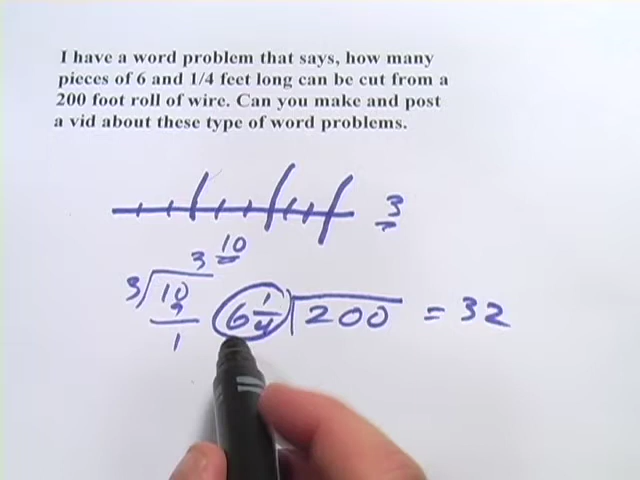 I have a word problem that says, how many
pieces of 6 and 1/4 feet long can be cut from a
200 foot roll of wire. Can you make and post
a vid about these type of word problems.
3
10
3
3 10
9
1
6 1/4 200 = 32